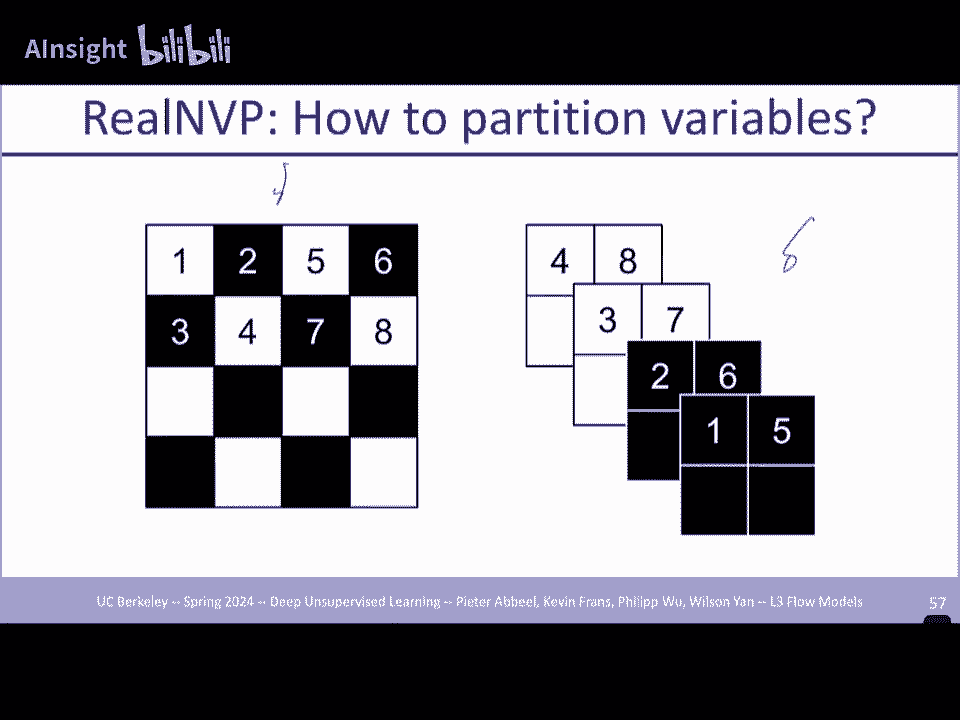 AInsight bilibili
RealNVP: How to partition variables?
1 2 5 6
3 4 7 8
4 8
3 7
2 6
1 5
UC Berkeley -- Spring 2024 -- Deep Unsupervised Learning -- Pieter Abbeel, Kevin Frans, Philipp Wu, Wilson Yan -- L3 Flow Models
57